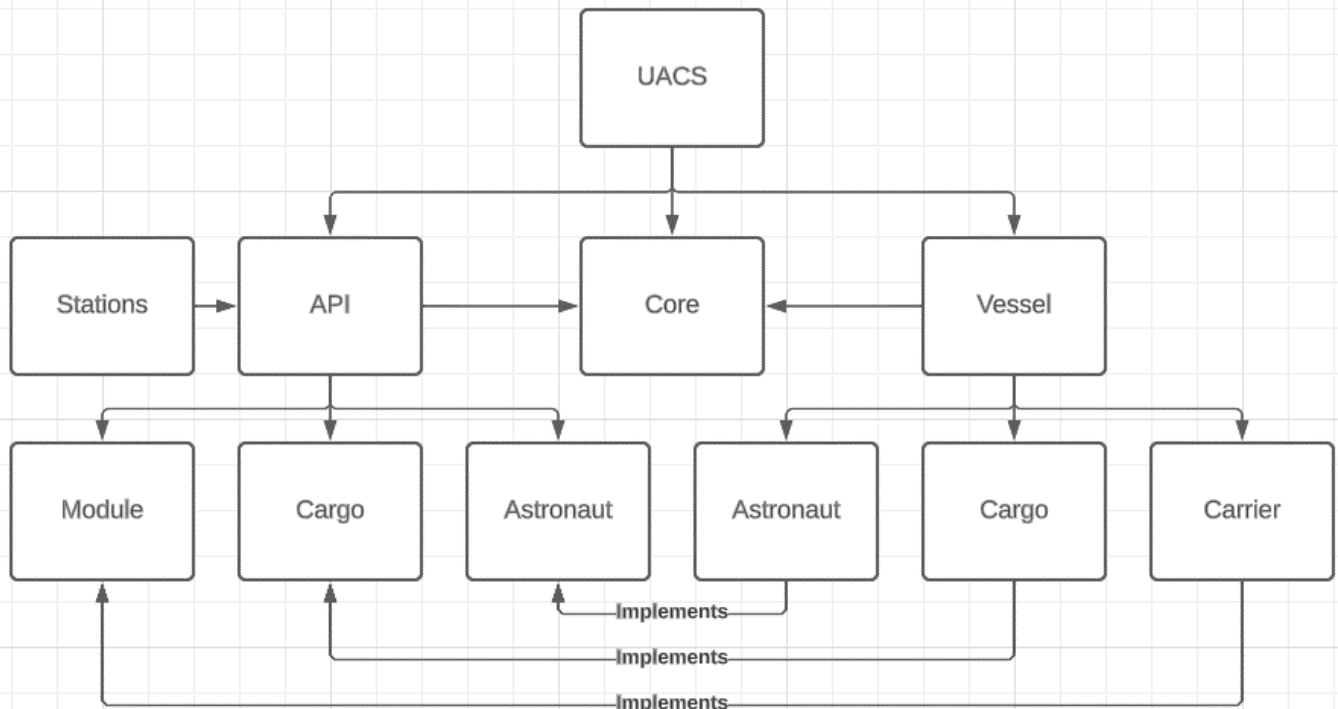 UACS
Stations
API
Core
Vessel
Module
Cargo
Astronaut
Astronaut
Cargo
Carrier
Implements
Implements
Implements